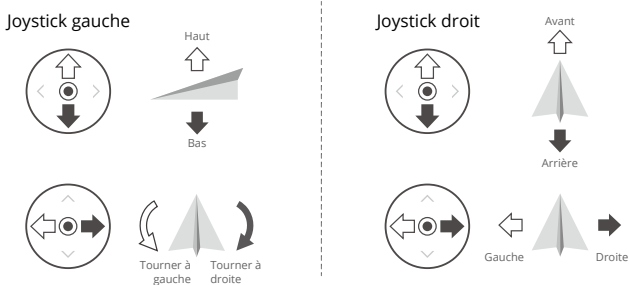 Joystick gauche
Haut
Bas
Tourner à
gauche
Tourner à
droite
Joystick droit
Avant
Arrière
Gauche
Droite